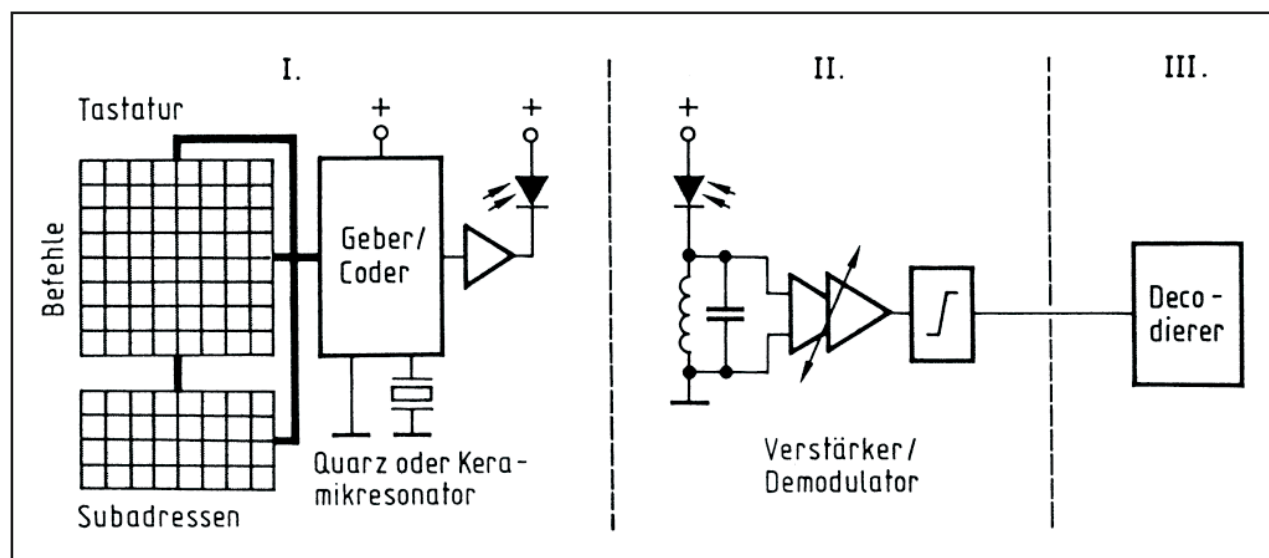 I.
II.
III.
Tastatur
+
+
+
Befehle
Geber/
Coder
Deco-
dierer
Quarz oder Kera-
mikresonator
Verstärker/
Demodulator
Subadressen